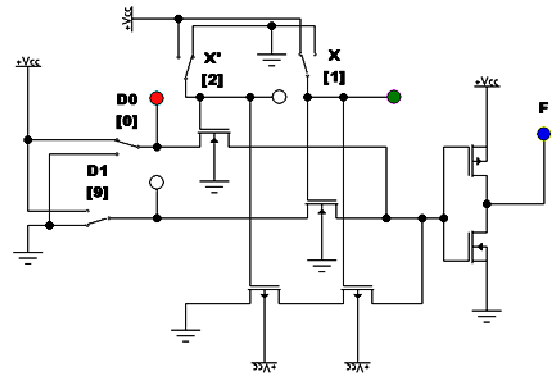 +Vcc
+Vcc
X'
[2]
X
[1]
+Vcc
D0
[0]
F
D1
[9]
+Vcc
+Vcc